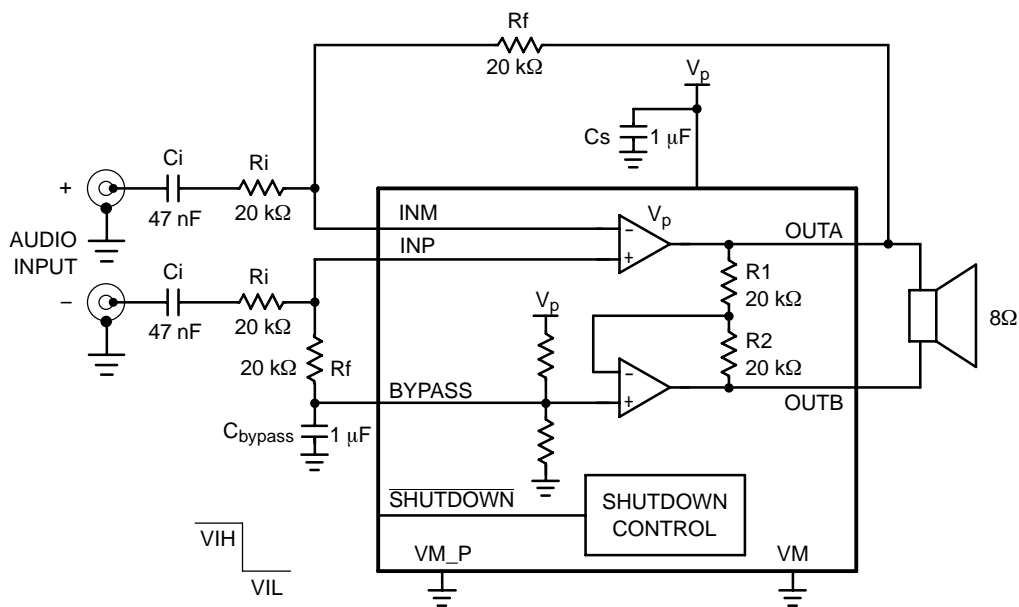 Rf
20 kΩ
Vp
Cs
1 μF
Ci
Ri
+
47 nF
20 kΩ
AUDIO
INPUT
INM
INP
Vp
−
+
OUTA
R1
20 kΩ
Ci
Ri
−
47 nF
20 kΩ
Vp
8Ω
R2
20 kΩ
20 kΩ
Rf
−
+
BYPASS
OUTB
Cbypass
1 μF
SHUTDOWN
SHUTDOWN
CONTROL
VIH
VIL
VM_P
VM